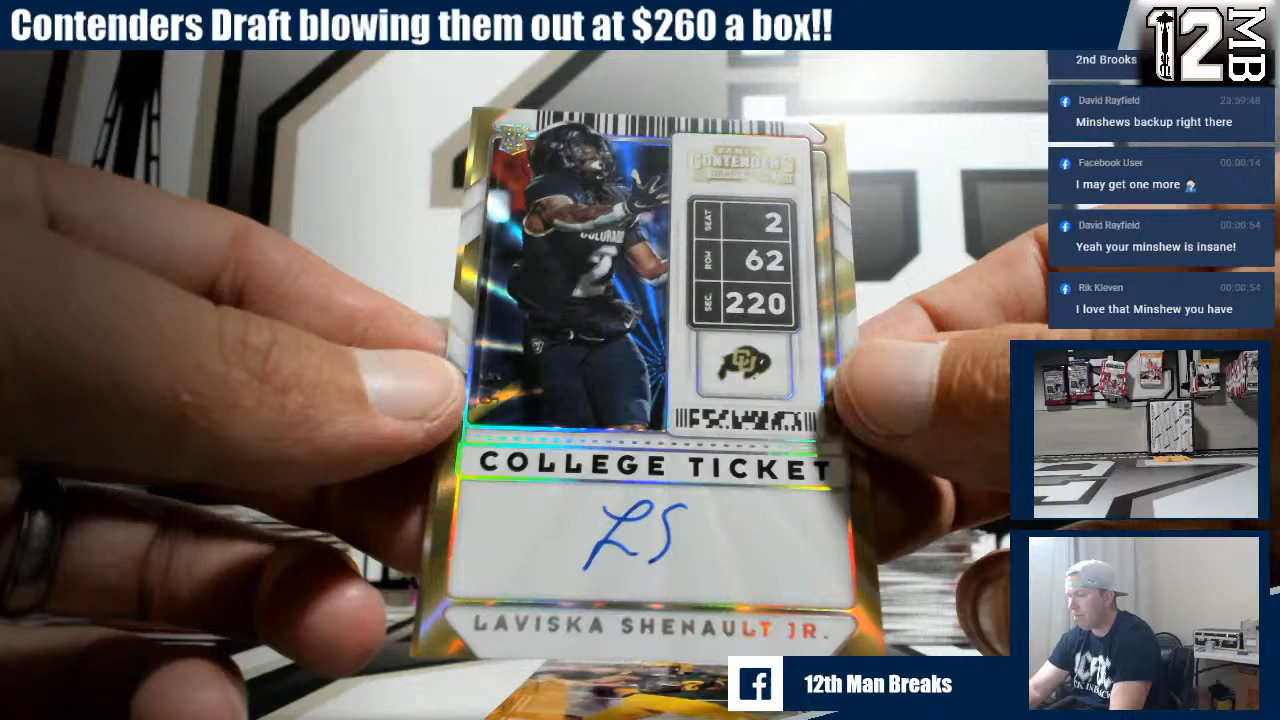 Contenders Draft blowing them out at $260 a box!!
12
MB
2nd Brooks
David Rayfield 23:59:48
Minshews backup right there
Facebook User 00:00:14
I may get one more
David Rayfield 00:00:54
Yeah your minshew is insane!
Rik Kleven 00:00:54
I love that Minshew you have
PANINI
CONTENDERS
COLORADO
2
SEAT 2
ROW 62
SEC. 220
CU
COLLEGE TICKET
LS
LAVISKA SHENAULT JR.
12th Man Breaks